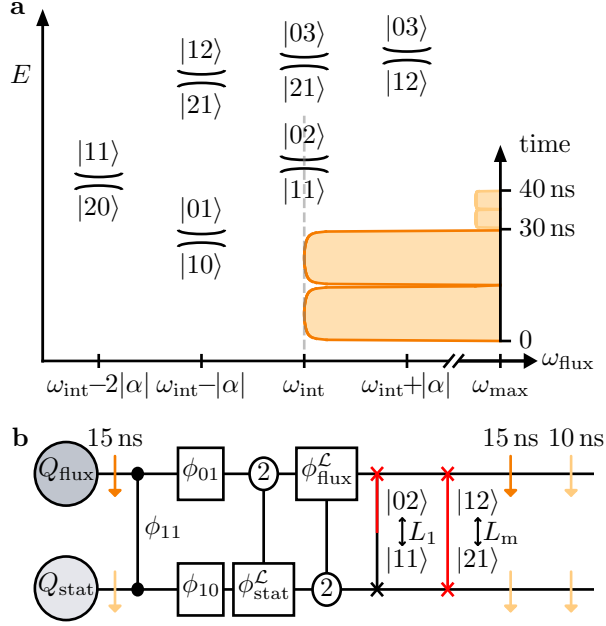 a
E
|12⟩
|03⟩
|03⟩
|21⟩
|21⟩
|12⟩
|11⟩
|02⟩
time
|20⟩
|01⟩
|11⟩
40 ns
|10⟩
30 ns
0
ω_flux
ω_int−2|α|
ω_int−|α|
ω_int
ω_int+|α|
ω_max
b
15 ns
15 ns
10 ns
Q_flux
ϕ_01
2
ϕ^ℒ_flux
ϕ_11
|02⟩
|12⟩
L_1
L_m
|11⟩
|21⟩
Q_stat
ϕ_10
ϕ^ℒ_stat
2